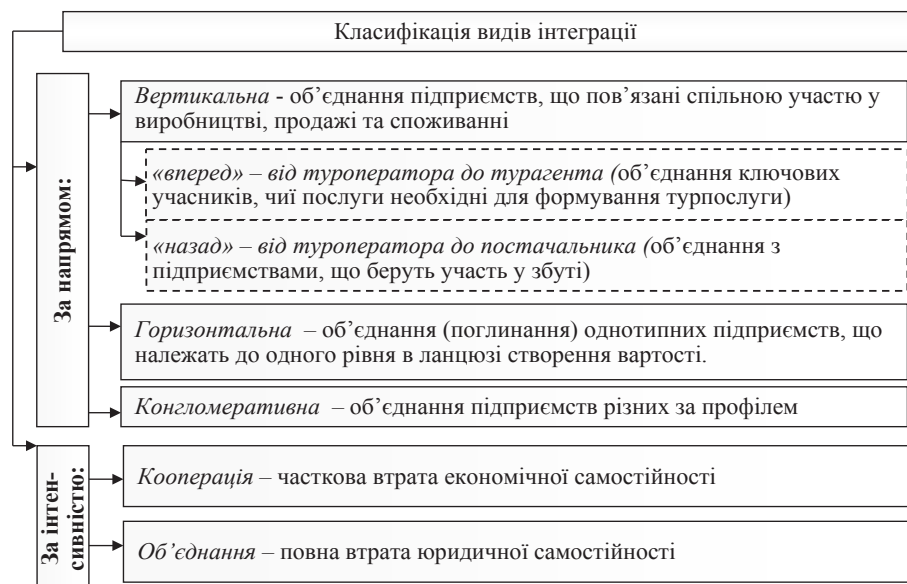 Класифікація видів інтеграції
За напрямом:
Вертикальна - об’єднання підприємств, що пов’язані спільною участю у
виробництві, продажі та споживанні
«вперед» – від туроператора до турагента (об’єднання ключових
учасників, чиї послуги необхідні для формування турпослуги)
«назад» – від туроператора до постачальника (об’єднання з
підприємствами, що беруть участь у збуті)
Горизонтальна – об’єднання (поглинання) однотипних підприємств, що
належать до одного рівня в ланцюзі створення вартості.
Конгломеративна – об’єднання підприємств різних за профілем
За інтен-
сивністю:
Кооперація – часткова втрата економічної самостійності
Об’єднання – повна втрата юридичної самостійності